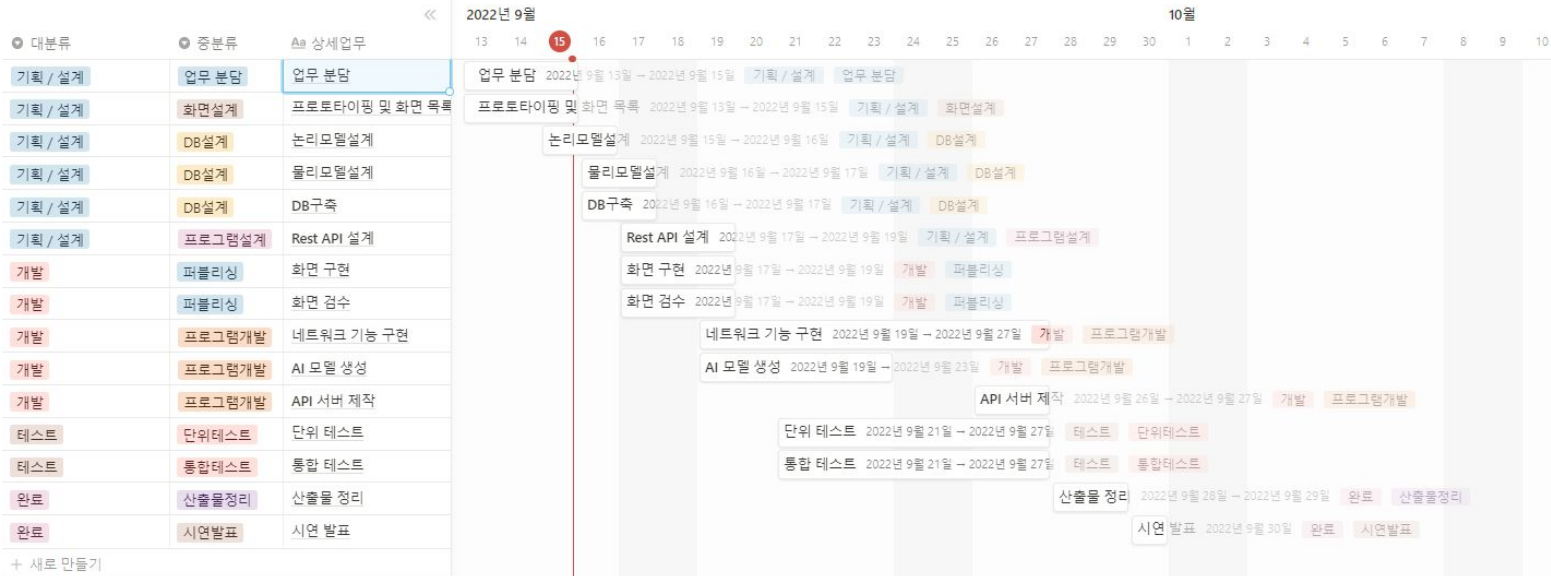 2022년 9월 10월
대분류 중분류 Aa 상세업무 13 14 15 16 17 18 19 20 21 22 23 24 25 26 27 28 29 30 1 2 3 4 5 6 7 8 9 10
기획 / 설계 업무 분담 업무 분담 업무 분담 2022년 9월 13일 → 2022년 9월 15일 기획 / 설계 업무 분담
기획 / 설계 화면설계 프로토타이핑 및 화면 목록 프로토타이핑 및 화면 목록 2022년 9월 13일 → 2022년 9월 15일 기획 / 설계 화면설계
기획 / 설계 DB설계 논리모델설계 논리모델설계 2022년 9월 15일 → 2022년 9월 16일 기획 / 설계 DB설계
기획 / 설계 DB설계 물리모델설계 물리모델설계 2022년 9월 16일 → 2022년 9월 17일 기획 / 설계 DB설계
기획 / 설계 DB설계 DB구축 DB구축 2022년 9월 16일 → 2022년 9월 17일 기획 / 설계 DB설계
기획 / 설계 프로그램설계 Rest API 설계 Rest API 설계 2022년 9월 17일 → 2022년 9월 19일 기획 / 설계 프로그램설계
개발 퍼블리싱 화면 구현 화면 구현 2022년 9월 17일 → 2022년 9월 19일 개발 퍼블리싱
개발 퍼블리싱 화면 검수 화면 검수 2022년 9월 17일 → 2022년 9월 19일 개발 퍼블리싱
개발 프로그램개발 네트워크 기능 구현 네트워크 기능 구현 2022년 9월 19일 → 2022년 9월 27일 개발 프로그램개발
개발 프로그램개발 AI 모델 생성 AI 모델 생성 2022년 9월 19일 → 2022년 9월 23일 개발 프로그램개발
개발 프로그램개발 API 서버 제작 API 서버 제작 2022년 9월 26일 → 2022년 9월 27일 개발 프로그램개발
테스트 단위테스트 단위 테스트 단위 테스트 2022년 9월 21일 → 2022년 9월 27일 테스트 단위테스트
테스트 통합테스트 통합 테스트 통합 테스트 2022년 9월 21일 → 2022년 9월 27일 테스트 통합테스트
완료 산출물정리 산출물 정리 산출물 정리 2022년 9월 28일 → 2022년 9월 29일 완료 산출물정리
완료 시연발표 시연 발표 시연 발표 2022년 9월 30일 완료 시연발표
+ 새로 만들기